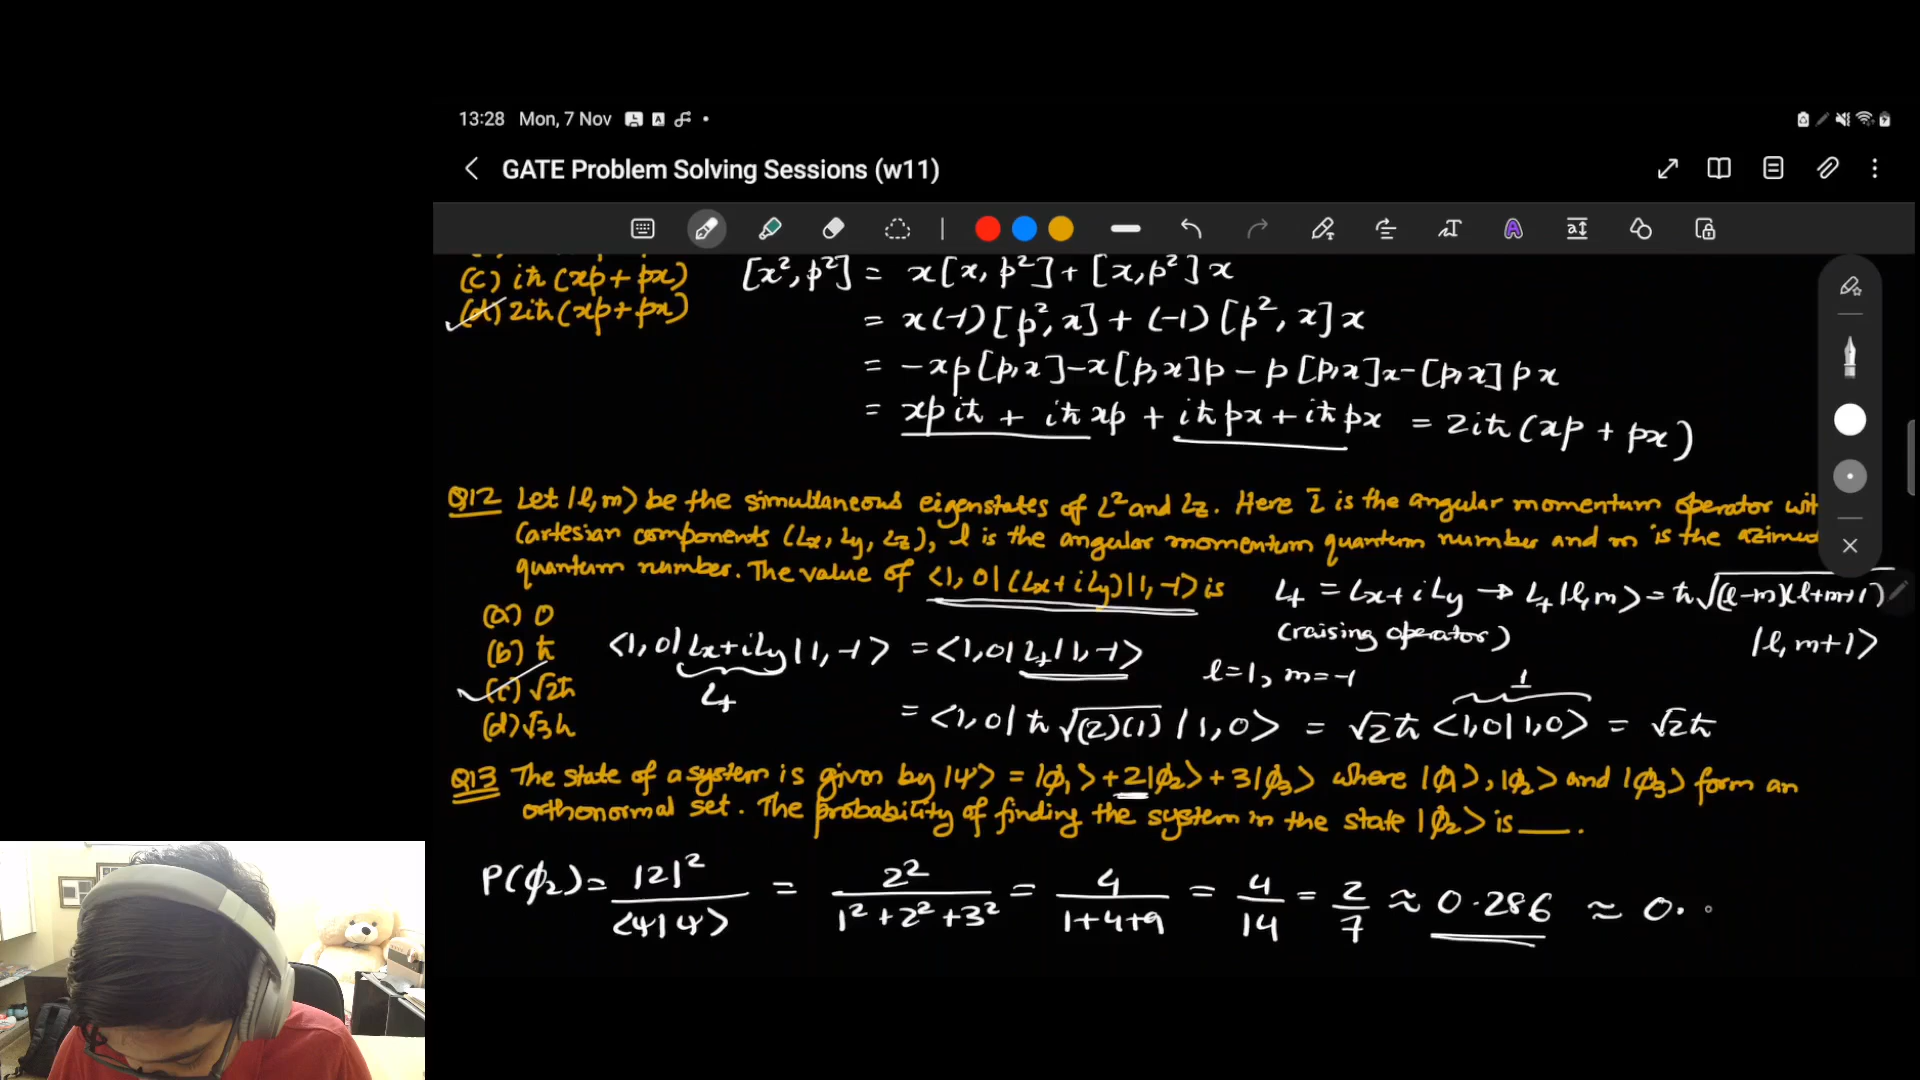 13:28 Mon, 7 Nov
GATE Problem Solving Sessions (w11)
(c) iħ(xp+px)
(d) 2iħ(xp+px)
[x², p²] = x[x, p²] + [x, p²]x
= x(-1)[p², x] + (-1)[p², x]x
= -xp[p,x]-x[p,x]p - p[p,x]x-[p,x]px
= xpiħ + iħxp + iħpx + iħpx = 2iħ(xp + px)
Q12 Let |l,m> be the simultaneous eigenstates of L² and Lz. Here L̄ is the angular momentum operator wit
Cartesian components (Lx, Ly, Lz), l is the angular momentum quantum number and m is the azimu
quantum number. The value of <1,0|(Lx+iLy)|1,-1> is
L+ = Lx+iLy → L+|l,m> = ħ√(l-m)(l+m+1)
|l,m+1>
(raising operator)
(a) 0
(b) ħ
(c) √2ħ
(d) √3ħ
<1,0|Lx+iLy|1,-1> = <1,0|L+|1,-1>
L+
l=1, m=-1
1
= <1,0|ħ√(2)(1)|1,0> = √2ħ <1,0|1,0> = √2ħ
Q13 The state of a system is given by |ψ> = |ϕ₁> + 2|ϕ₂> + 3|ϕ₃> where |ϕ₁>, |ϕ₂> and |ϕ₃> form an
orthonormal set. The probability of finding the system in the state |ϕ₂> is ___.
P(ϕ₂) = |2|²/<ψ|ψ> = 2²/1²+2²+3² = 4/1+4+9 = 4/14 = 2/7 ≈ 0.286 ≈ 0.